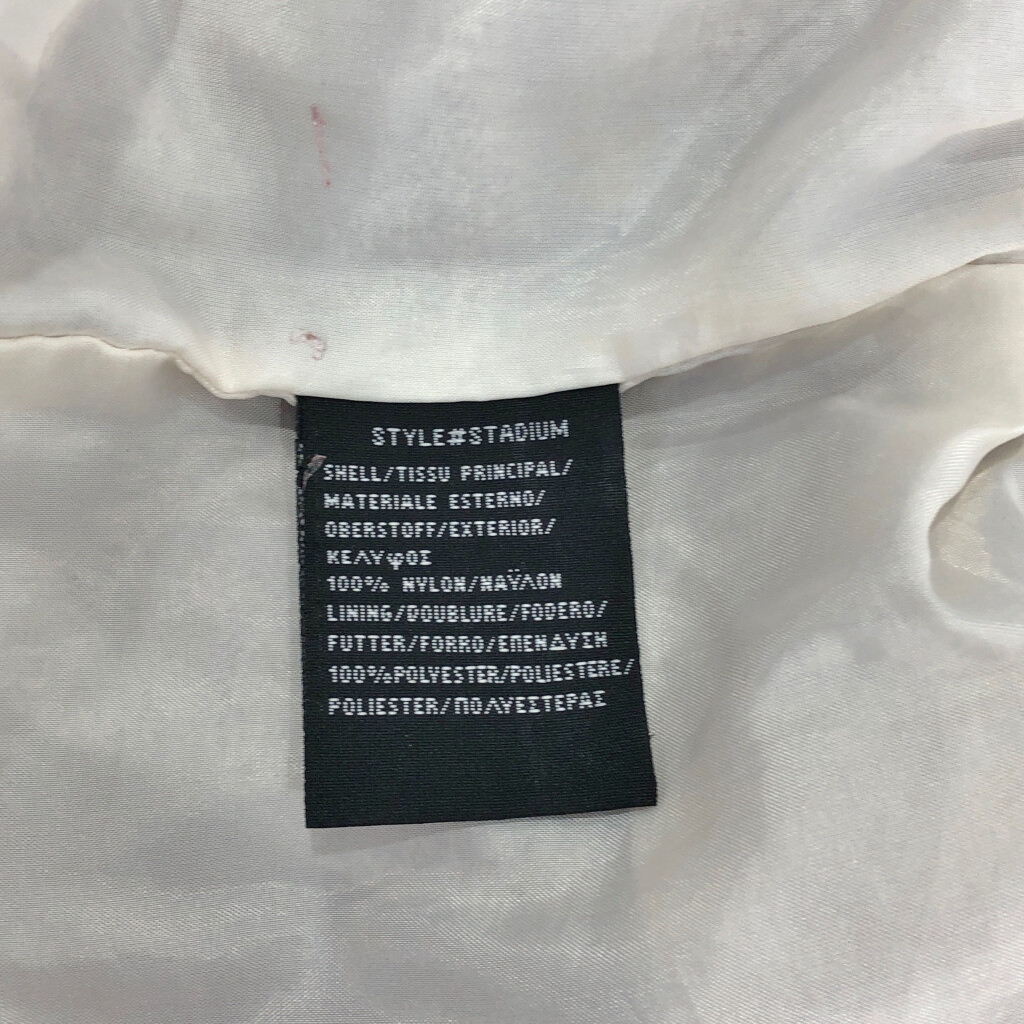 STYLE#STADIUM
SHELL/TISSU PRINCIPAL/
MATERIALE ESTERNO/
OBERSTOFF/EXTERIOR/
ΚΕΛΥφΟΣ
100% NYLON/ΝΑΫΛΟΝ
LINING/DOUBLURE/FODERO/
FUTTER/FORRO/ΕΠΕΝΔΥΣΗ
100%POLYESTER/POLIESTERE/
POLIESTER/ΠΟΛΥΕΣΤΕΡΑΣ